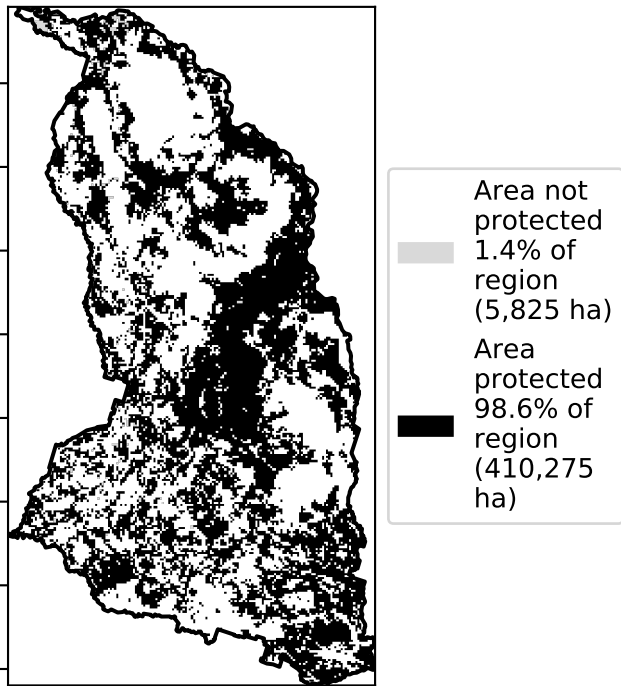 Area not
protected
1.4% of
region
(5,825 ha)
Area
protected
98.6% of
region
(410,275
ha)